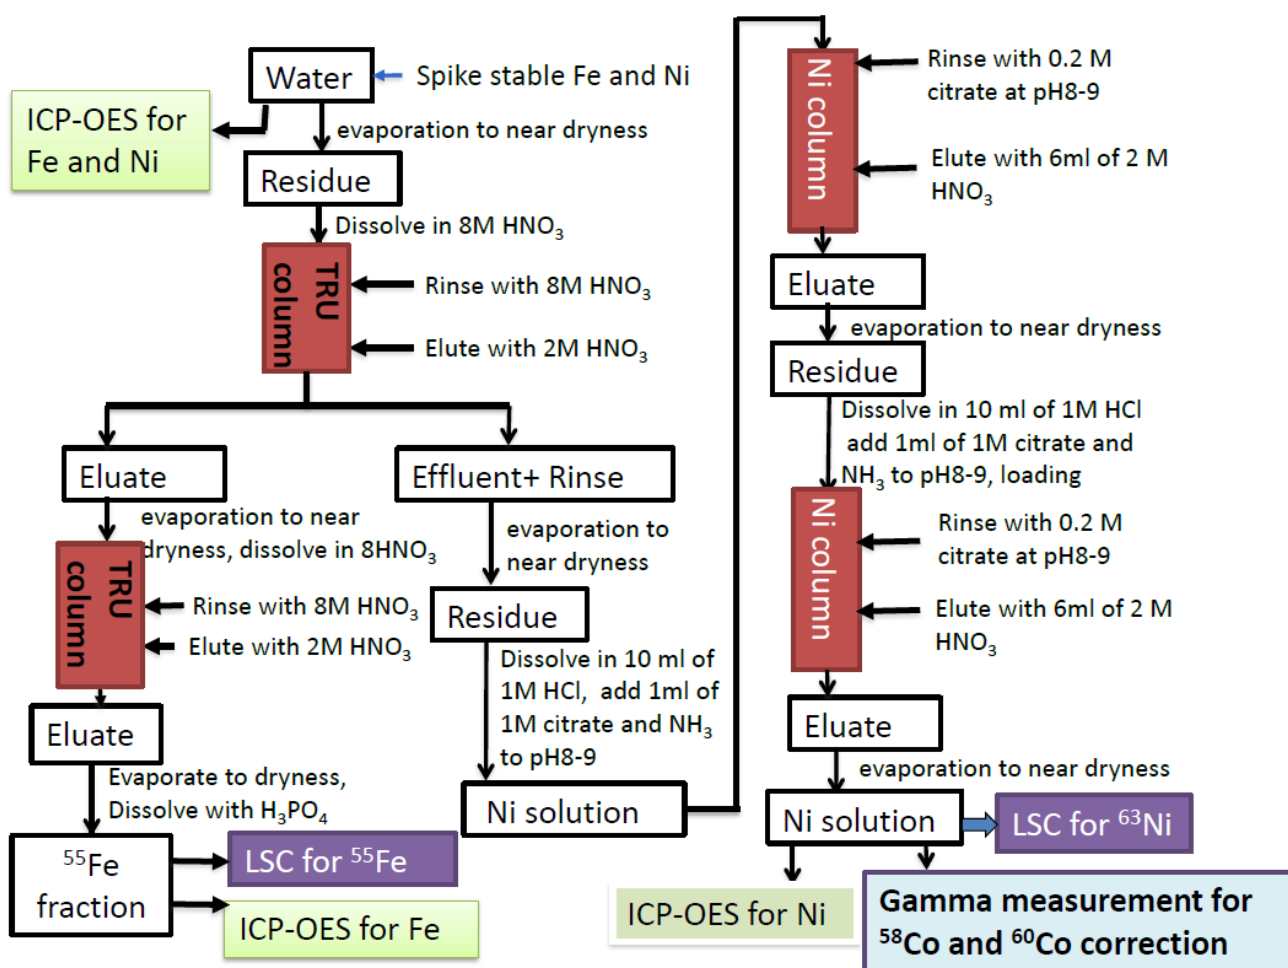 Water
Spike stable Fe and Ni
ICP-OES for
Fe and Ni
evaporation to near dryness
Residue
Dissolve in 8M HNO₃
TRU
column
Rinse with 8M HNO₃
Elute with 2M HNO₃
Eluate
evaporation to near
dryness, dissolve in 8HNO₃
TRU
column
Rinse with 8M HNO₃
Elute with 2M HNO₃
Eluate
Evaporate to dryness,
Dissolve with H₃PO₄
⁵⁵Fe
fraction
LSC for ⁵⁵Fe
ICP-OES for Fe
Effluent+ Rinse
evaporation to
near dryness
Residue
Dissolve in 10 ml of
1M HCl, add 1ml of
1M citrate and NH₃
to pH8-9
Ni solution
Ni column
Rinse with 0.2 M
citrate at pH8-9
Elute with 6ml of 2 M
HNO₃
Eluate
evaporation to near dryness
Residue
Dissolve in 10 ml of 1M HCl
add 1ml of 1M citrate and
NH₃ to pH8-9, loading
Ni column
Rinse with 0.2 M
citrate at pH8-9
Elute with 6ml of 2 M
HNO₃
Eluate
evaporation to near dryness
Ni solution
LSC for ⁶³Ni
ICP-OES for Ni
Gamma measurement for
⁵⁸Co and ⁶⁰Co correction